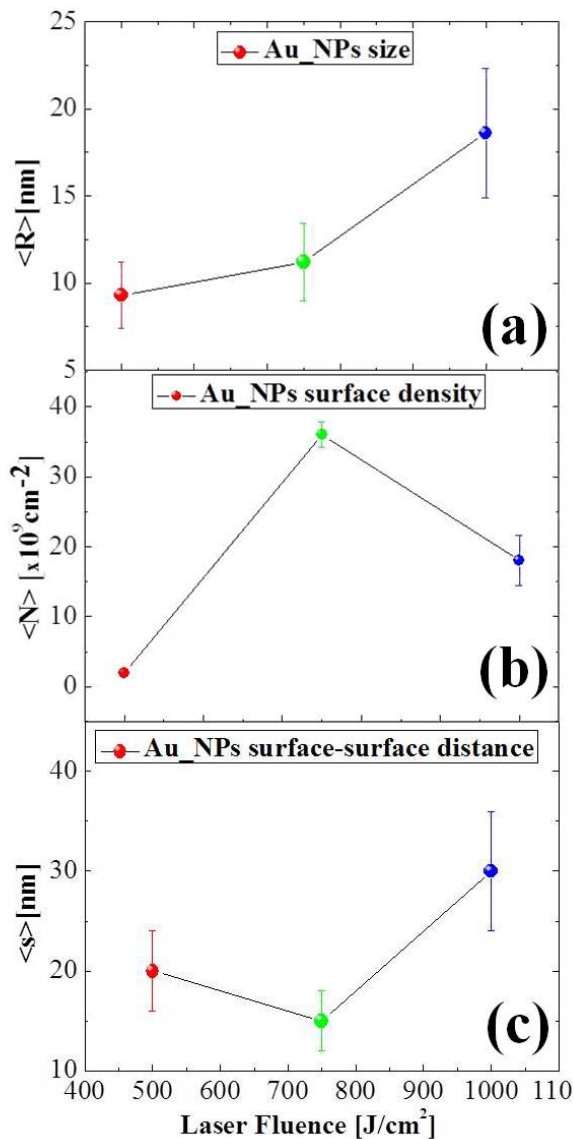 25
Au_NPs size
20
15
10
5
<R>[nm]
(a)
Au_NPs surface density
40
30
20
10
0
<N> [x10⁹cm⁻²]
(b)
Au_NPs surface-surface distance
40
30
20
10
<s>[nm]
(c)
400 500 600 700 800 900 1000 110
Laser Fluence [J/cm²]